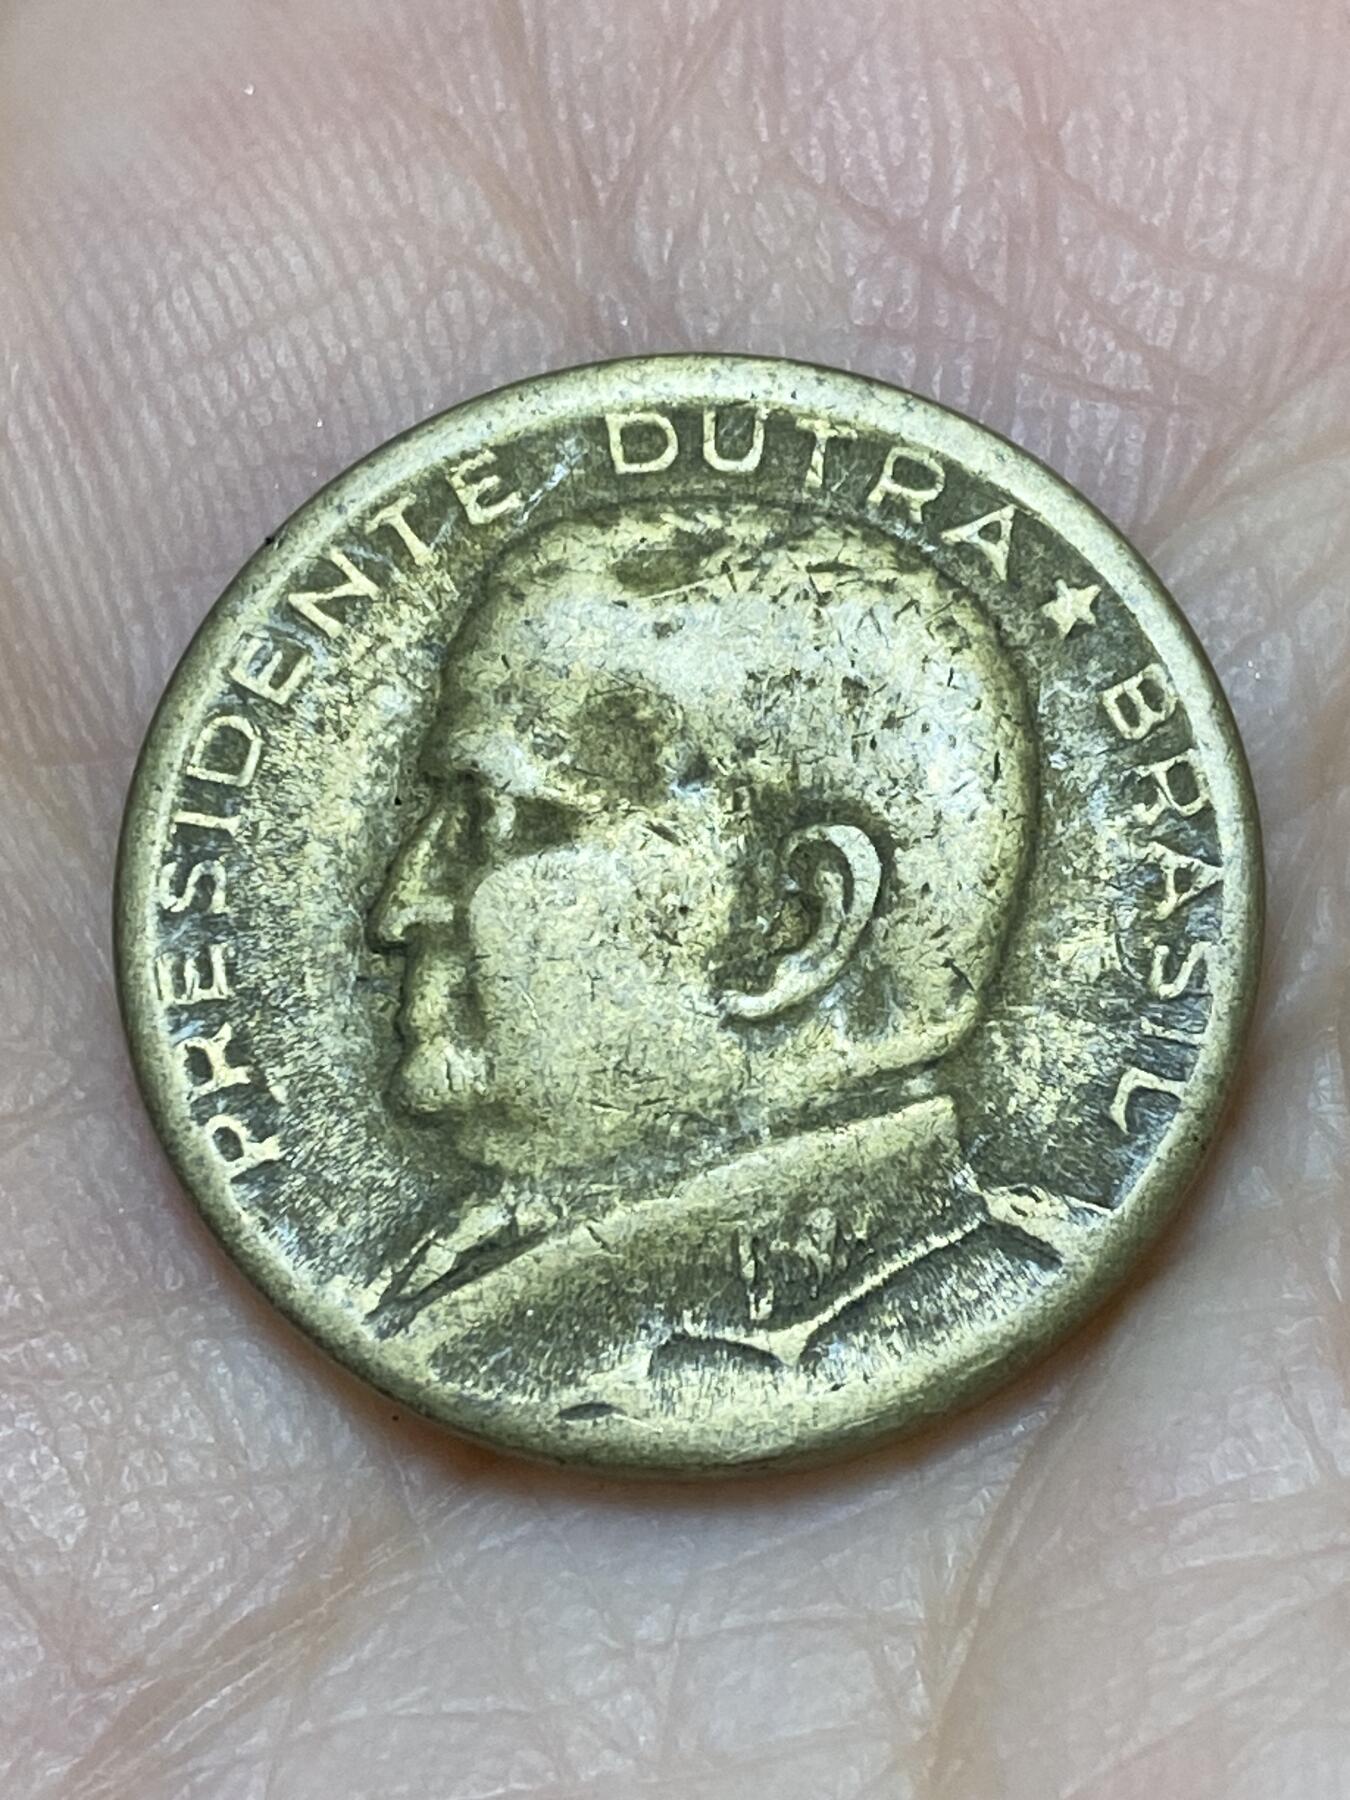 PRESIDENTE DUTRA ★ BRASIL